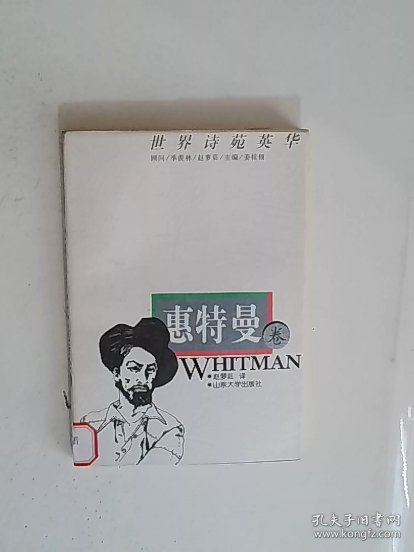 世界诗苑英华
顾问/季羡林/赵萝蕤/主编/姜桂栩
惠特曼
卷
WHITMAN
●赵萝蕤 译
●山东大学出版社
孔夫子旧书网
www.kongfz.com